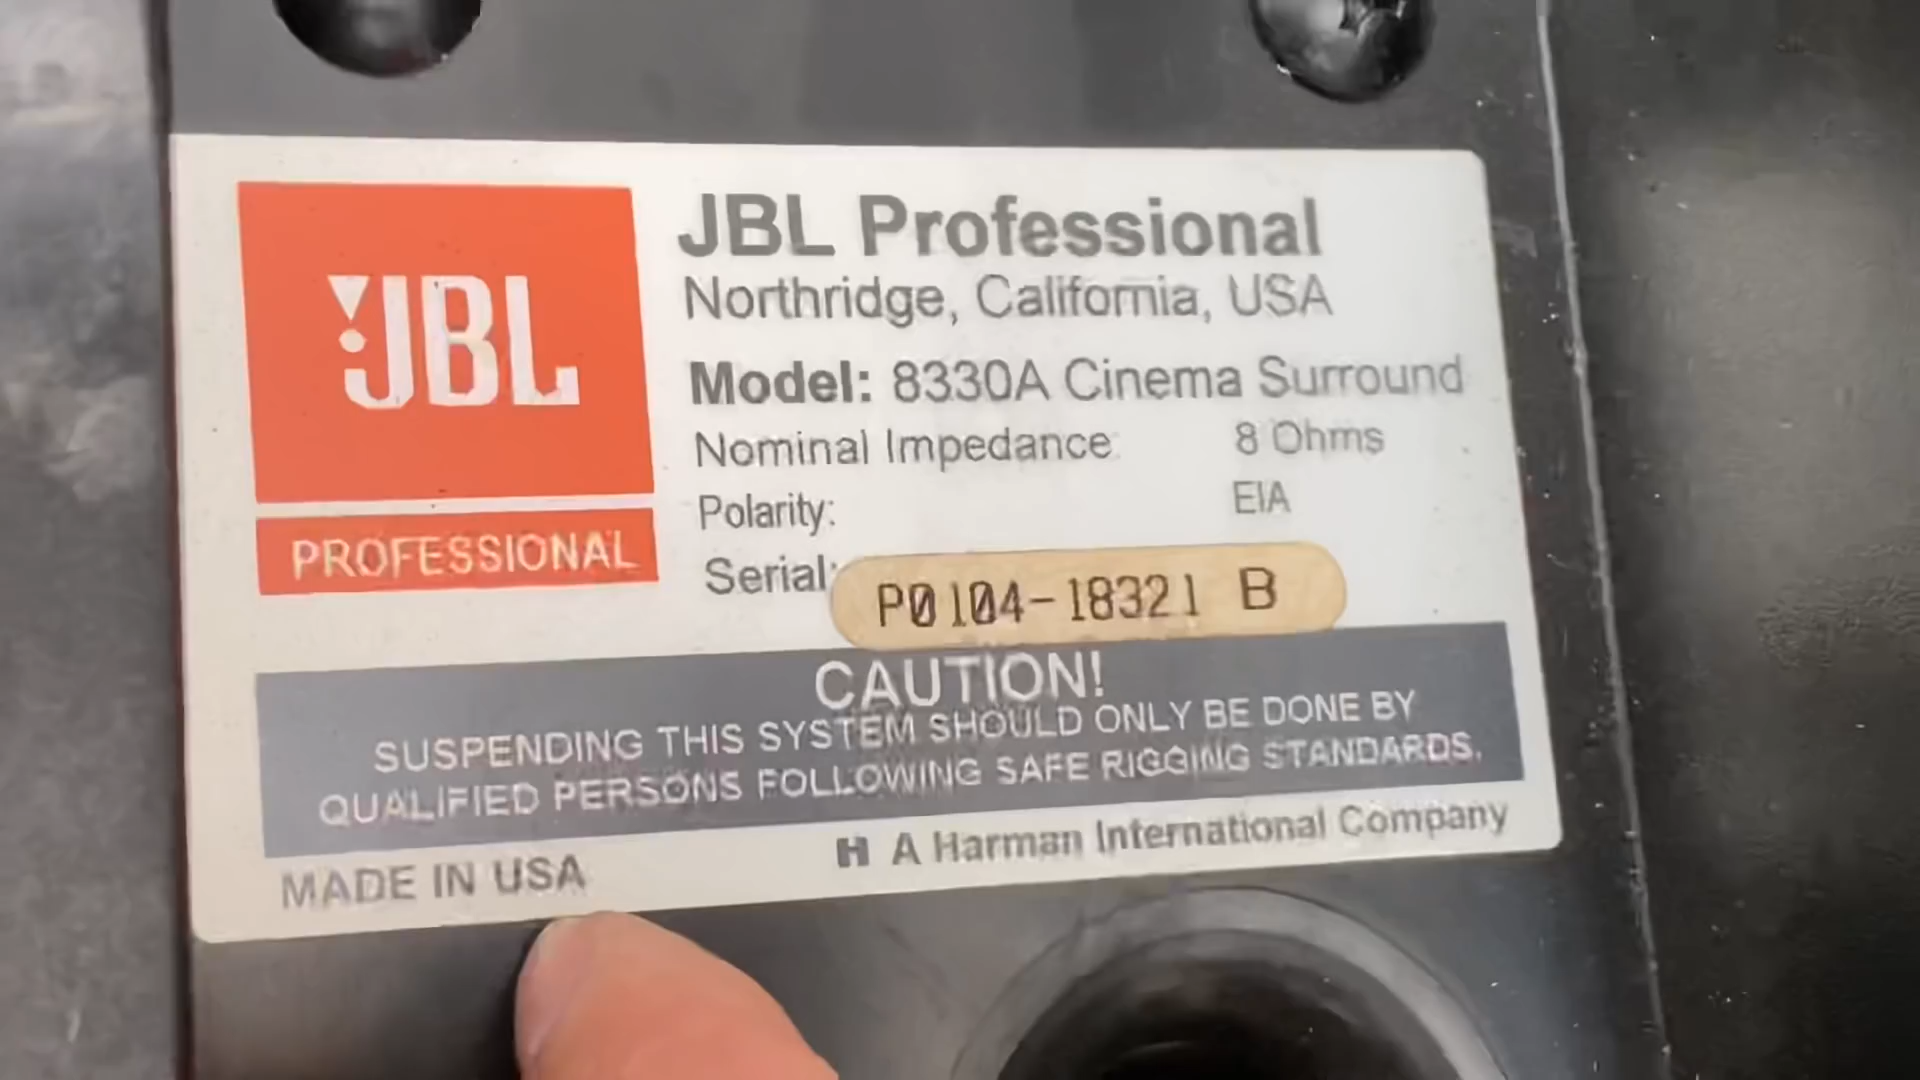 JBL
PROFESSIONAL
JBL Professional
Northridge, California, USA
Model: 8330A Cinema Surround
Nominal Impedance: 8 Ohms
Polarity: EIA
Serial: P0104-18321 B
CAUTION!
SUSPENDING THIS SYSTEM SHOULD ONLY BE DONE BY
QUALIFIED PERSONS FOLLOWING SAFE RIGGING STANDARDS.
MADE IN USA
H A Harman International Company